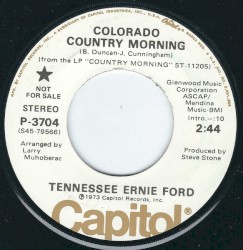 COLORADO
COUNTRY MORNING
(B. Duncan-J. Cunningham)
(from the LP "COUNTRY MORNING" ST-11205)
★
NOT
FOR SALE
STEREO
P-3704
(S45-79566)
Arranged by
Larry
Muhoberac
Glenwood Music
Corporation
ASCAP/
Mandina
Music-BMI
Intro.-:10
2:44
Produced by
Steve Stone
TENNESSEE ERNIE FORD
Capitol®
©1973 Capitol Records, Inc.